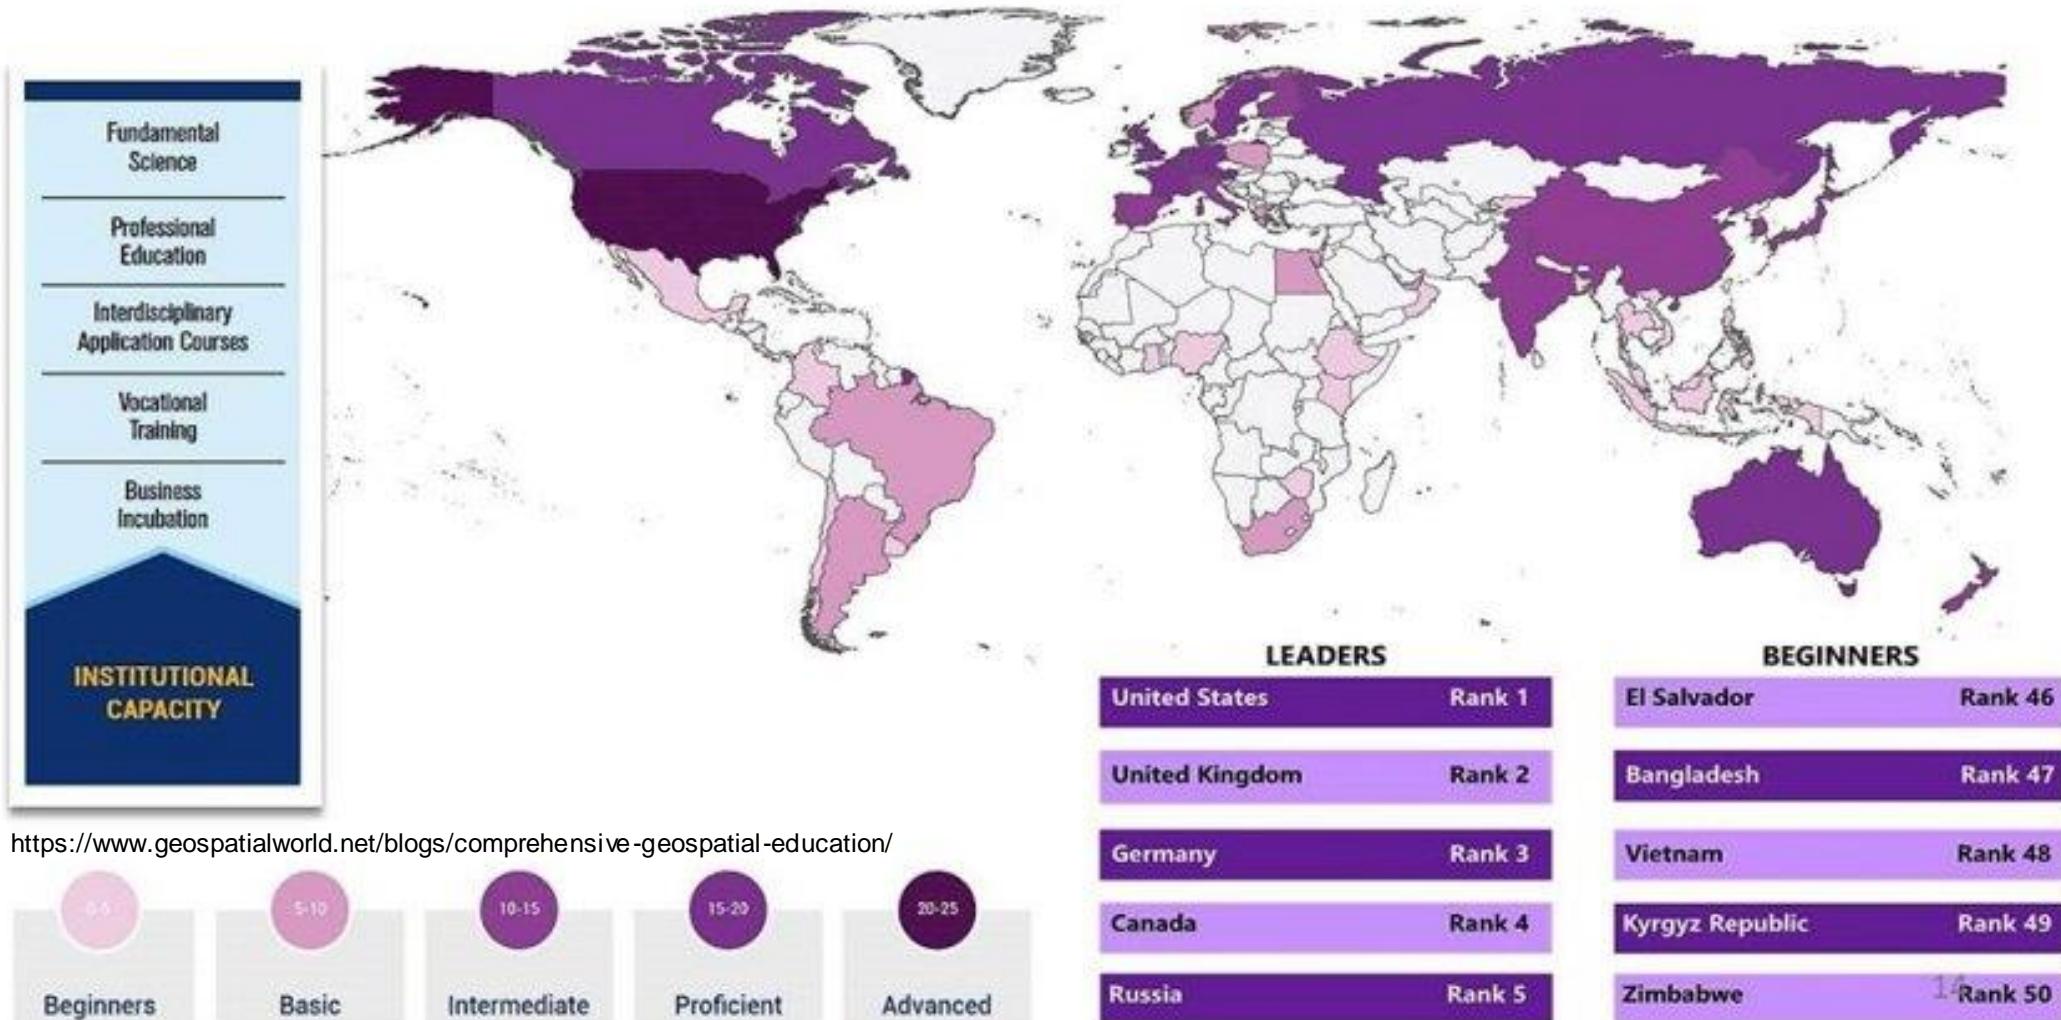 Fundamental
Science
Professional
Education
Interdisciplinary
Application Courses
Vocational
Training
Business
Incubation
INSTITUTIONAL
CAPACITY
https://www.geospatialworld.net/blogs/comprehensive-geospatial-education/
0-5
5-10
10-15
15-20
20-25
Beginners
Basic
Intermediate
Proficient
Advanced
LEADERS
United States Rank 1
United Kingdom Rank 2
Germany Rank 3
Canada Rank 4
Russia Rank 5
BEGINNERS
El Salvador Rank 46
Bangladesh Rank 47
Vietnam Rank 48
Kyrgyz Republic Rank 49
Zimbabwe Rank 50
14